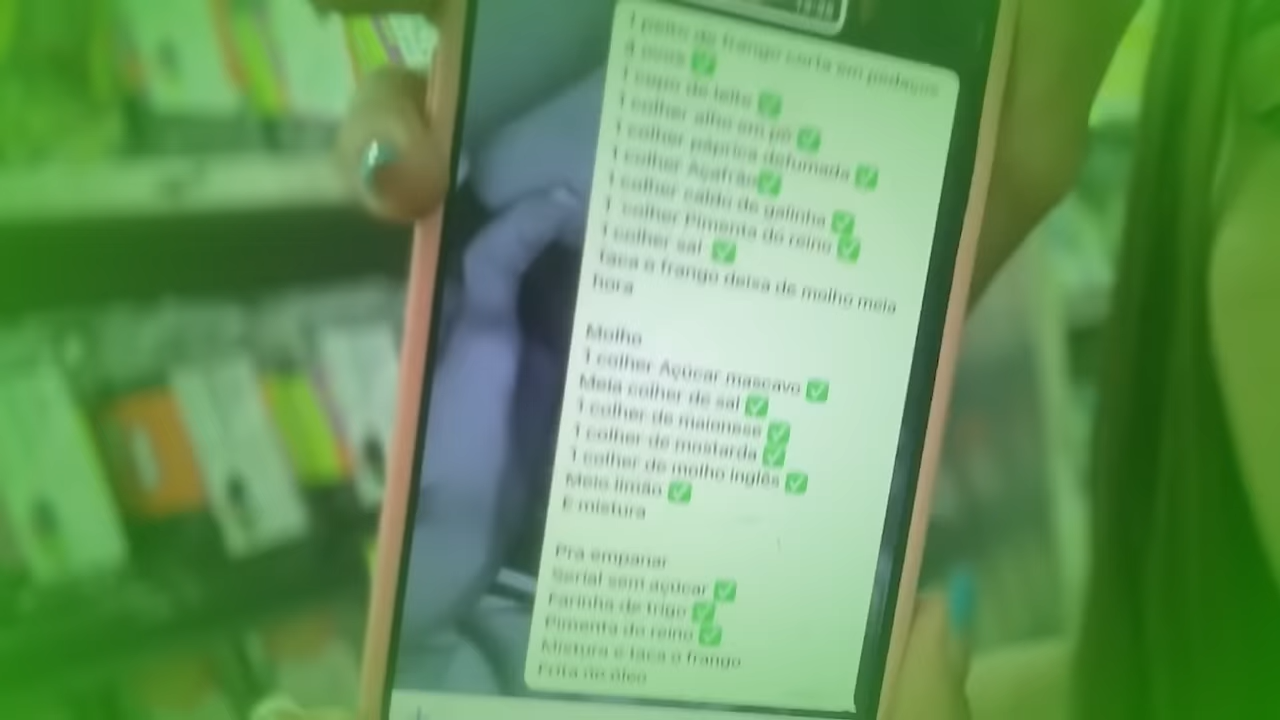 1 peito de frango corta em pedaços
4 ovos ✅
1 copo de leite ✅
1 colher alho em pó ✅
1 colher páprica defumada ✅
1 colher Açafrão ✅
1 colher caldo de galinha ✅
1 colher Pimenta do reino ✅
1 colher sal ✅
taca o frango deixa de molho meia
hora
Molho
1 colher Açúcar mascavo ✅
Meia colher de sal ✅
1 colher de maionese ✅
1 colher de mostarda ✅
1 colher de molho inglês ✅
Meio limão ✅
E mistura
Pra empanar
Serial sem açúcar ✅
Farinha de trigo ✅
Pimenta do reino ✅
Mistura e taca o frango
Frita no óleo